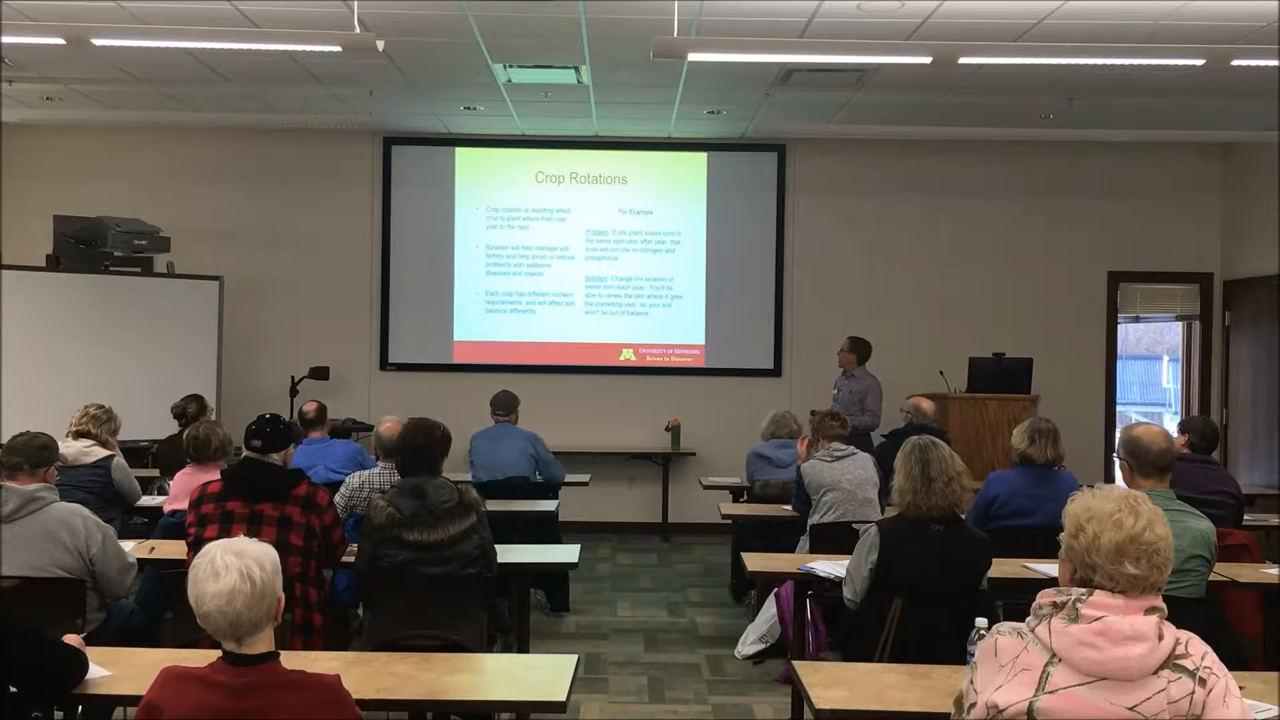 Crop Rotations
Crop rotation is deciding which
crop to plant where from one
year to the next.
Rotation will help manage soil
fertility and help avoid or reduce
problems with soilborne
diseases and insects.
Each crop has different nutrient
requirements and will affect soil
balance differently.
For Example
Problem: If you plant sweet corn in
the same spot year after year, that
area will run low on nitrogen and
phosphorus.
Solution: Change the location of
sweet corn each year. You'll be
able to renew the plot where it grew
the preceding year, so your soil
won't be out of balance.
University of Minnesota
Driven to Discover